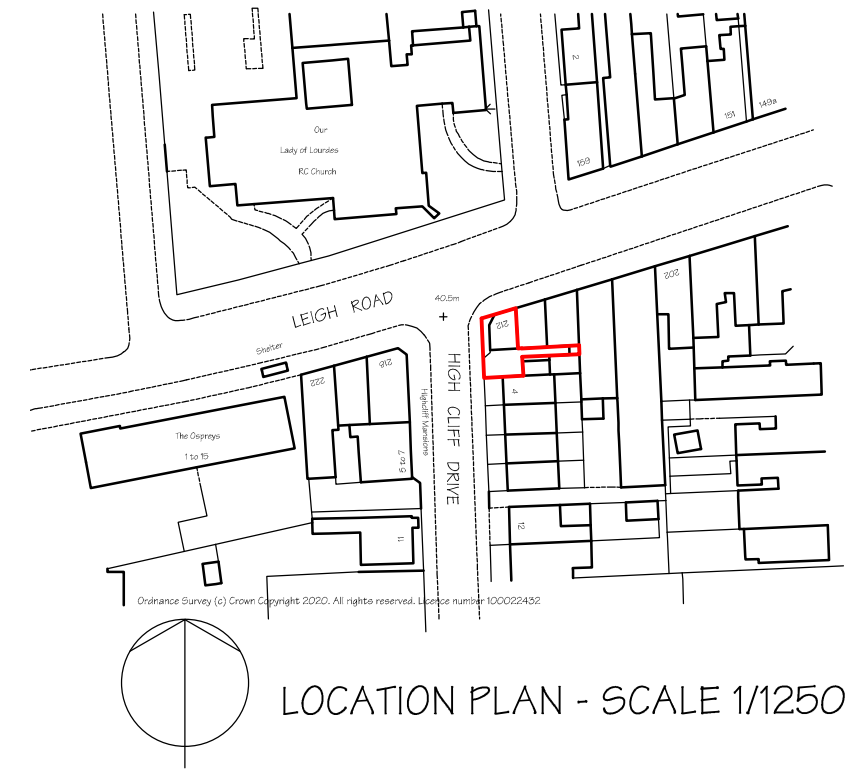 2
149a
151
159
Our
Lady of Lourdes
RC Church
202
40.5m
LEIGH ROAD
212
Shelter
218
222
HIGH CLIFF DRIVE
Highcliff Mansions
4
The Ospreys
1 to 15
5 to 7
12
11
Ordnance Survey (c) Crown Copyright 2020. All rights reserved. Licence number 100022432
LOCATION PLAN - SCALE 1/1250